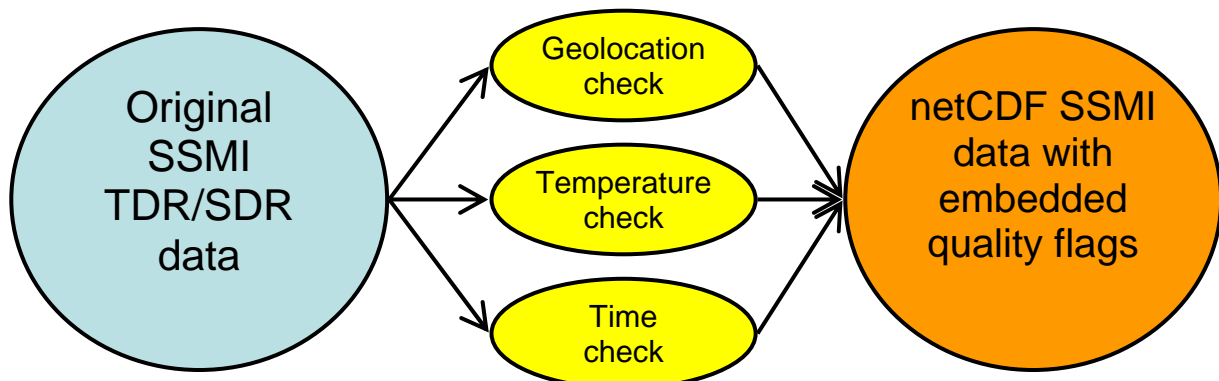 Original
SSMI
TDR/SDR
data
Geolocation
check
Temperature
check
Time
check
netCDF SSMI
data with
embedded
quality flags